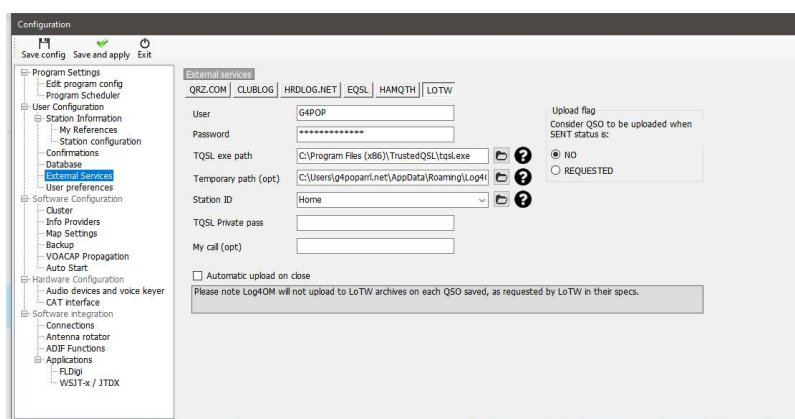 Configuration
Save config Save and apply Exit
Program Settings
Edit program config
Program Scheduler
User Configuration
Station Information
My References
Station configuration
Confirmations
Database
External Services
User preferences
Software Configuration
Cluster
Info Providers
Map Settings
Backup
VOACAP Propagation
Auto Start
Hardware Configuration
Audio devices and voice keyer
CAT interface
Software integration
Connections
Antenna rotator
ADIF Functions
Applications
FLDigi
WSJT-x / JTDX
External services
QRZ.COM CLUBLOG HRDLOG.NET EQSL HAMQTH LOTW
User G4POP
Password *************
TQSL exe path C:\Program Files (x86)\TrustedQSL\tqsl.exe
Temporary path (opt) C:\Users\g4poparrl.net\AppData\Roaming\Log4(
Station ID Home
TQSL Private pass
My call (opt)
Automatic upload on close
Please note Log4OM will not upload to LoTW archives on each QSO saved, as requested by LoTW in their specs.
Upload flag
Consider QSO to be uploaded when
SENT status is:
NO
REQUESTED